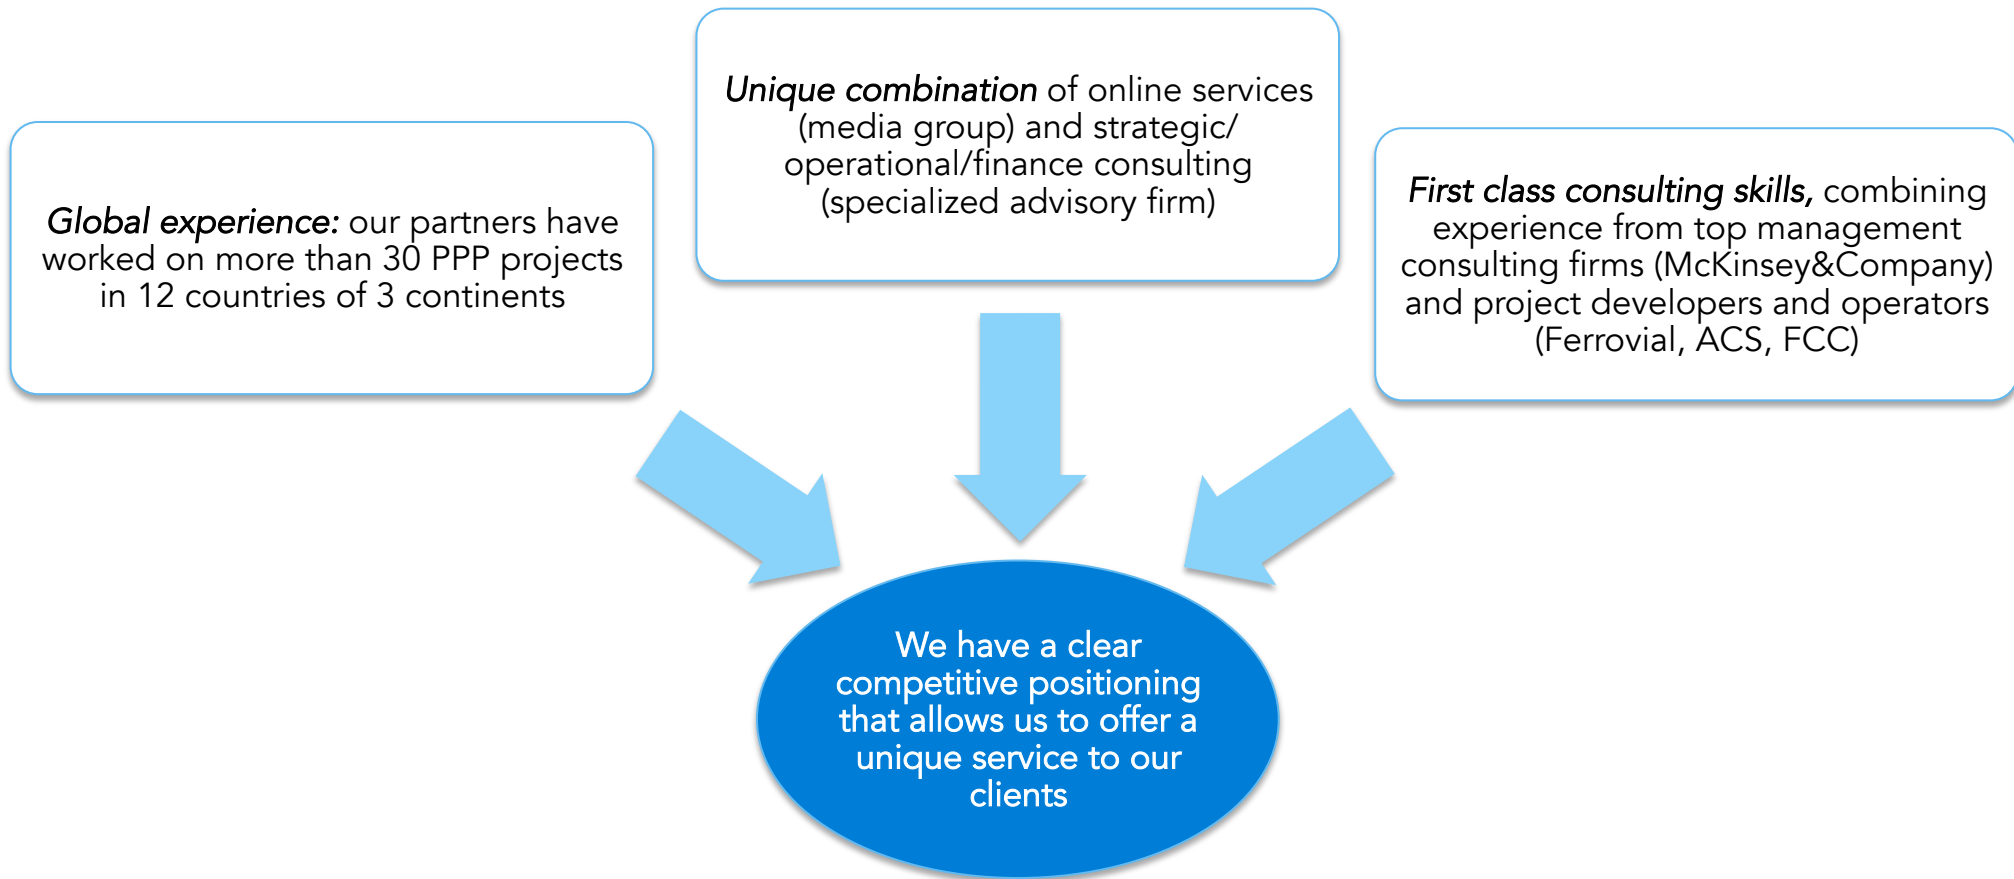 Global experience: our partners have
worked on more than 30 PPP projects
in 12 countries of 3 continents
Unique combination of online services
(media group) and strategic/
operational/finance consulting
(specialized advisory firm)
First class consulting skills, combining
experience from top management
consulting firms (McKinsey&Company)
and project developers and operators
(Ferrovial, ACS, FCC)
We have a clear
competitive positioning
that allows us to offer a
unique service to our
clients